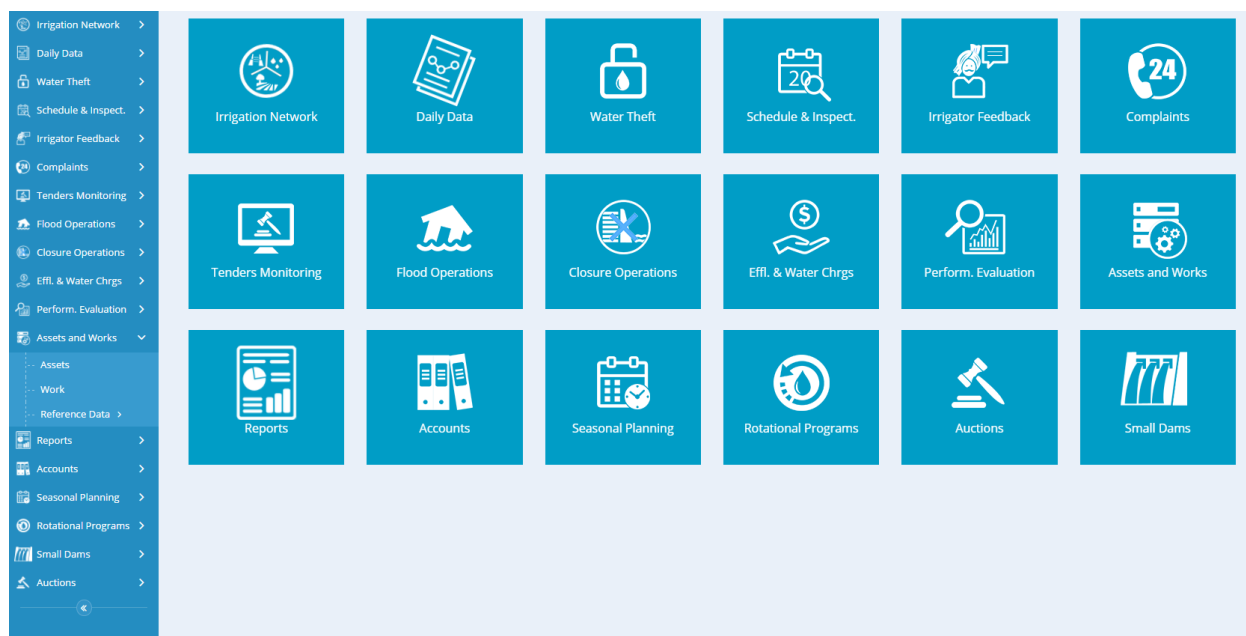 Irrigation Network
Daily Data
Water Theft
Schedule & Inspect.
Irrigator Feedback
Complaints
Tenders Monitoring
Flood Operations
Closure Operations
Effl. & Water Chrgs
Perform. Evaluation
Assets and Works
Assets
Work
Reference Data
Reports
Accounts
Seasonal Planning
Rotational Programs
Small Dams
Auctions
20
24
Irrigation Network Daily Data Water Theft Schedule & Inspect. Irrigator Feedback Complaints
$
Tenders Monitoring Flood Operations Closure Operations Effl. & Water Chrgs Perform. Evaluation Assets and Works
Reports Accounts Seasonal Planning Rotational Programs Auctions Small Dams